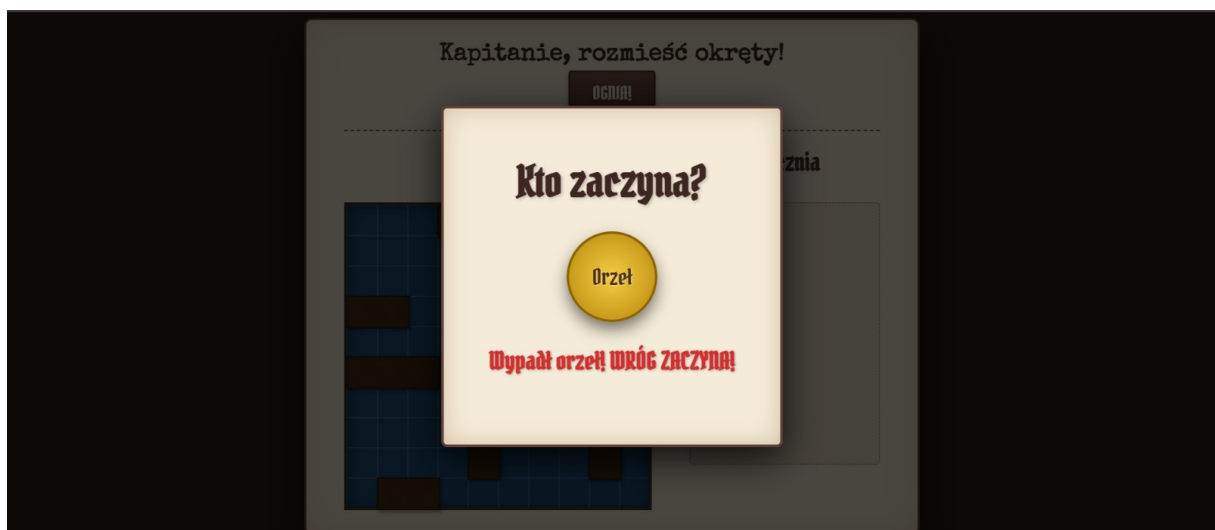 Kapitanie, rozmieść okręty!
OGNIA!
Kto zaczyna?
Orzeł
Wypadł orzeł! WRÓG ZACZYNA!